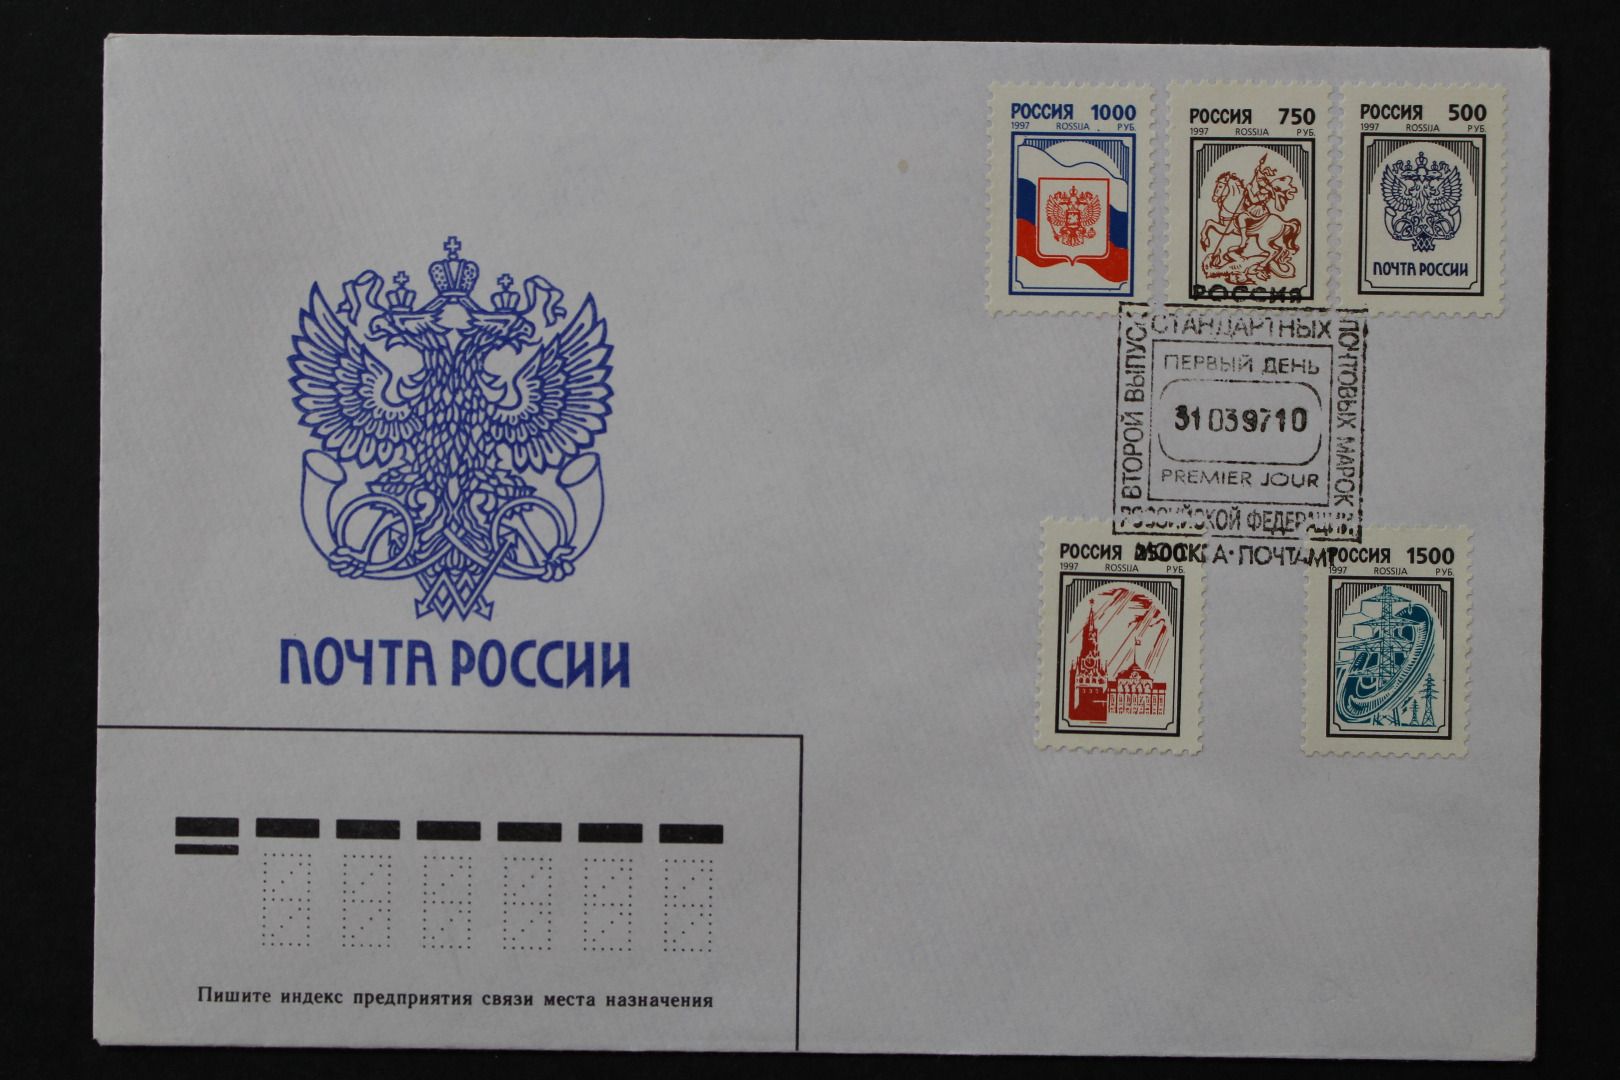 РОССИЯ 1000
1997 ROSSIJA РУБ.
РОССИЯ 750
1997 ROSSIJA РУБ.
РОССИЯ 500
1997 ROSSIJA РУБ.
ПОЧТА РОССИИ
РОССИЯ
СТАНДАРТНЫХ
ВТОРОЙ ВЫПУСК
ПОЧТОВЫХ МАРОК
ПЕРВЫЙ ДЕНЬ
31 03 97 10
PREMIER JOUR
РОССИЙСКОЙ ФЕДЕРАЦИИ
МОСКВА·ПОЧТАМТ
РОССИЯ 2500
1997 ROSSIJA РУБ.
РОССИЯ 1500
1997 ROSSIJA РУБ.
ПОЧТА РОССИИ
Пишите индекс предприятия связи места назначения